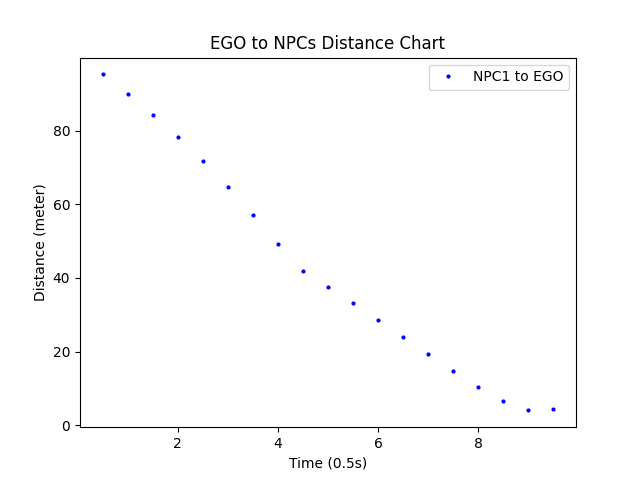 EGO to NPCs Distance Chart
NPC1 to EGO
80
60
40
20
0
Distance (meter)
2 4 6 8
Time (0.5s)